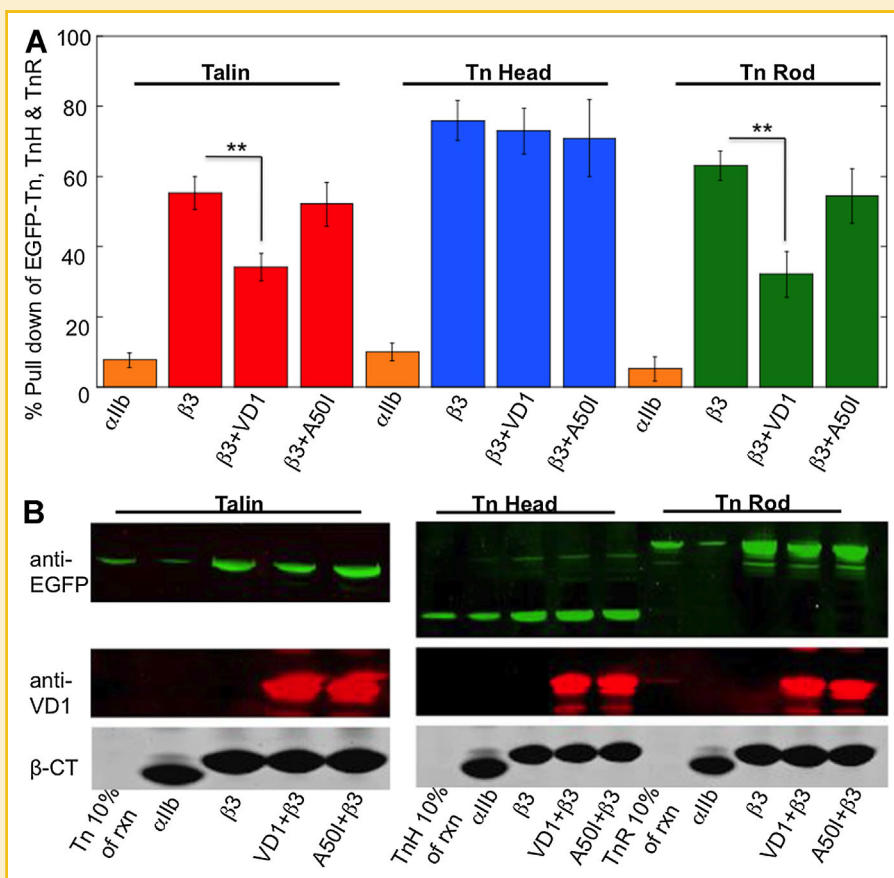 A
% Pull down of EGFP-Tn, TnH & TnR
100
80
60
40
20
0
Talin
Tn Head
Tn Rod
**
**
αIIb
β3
β3+VD1
β3+A50I
αIIb
β3
β3+VD1
β3+A50I
αIIb
β3
β3+VD1
β3+A50I
B
Talin
Tn Head
Tn Rod
anti-
EGFP
anti-
VD1
β-CT
Tn 10%
of rxn
αIIb
β3
VD1+β3
A50I+β3
TnH 10%
of rxn
αIIb
β3
VD1+β3
A50I+β3
TnR 10%
of rxn
αIIb
β3
VD1+β3
A50I+β3